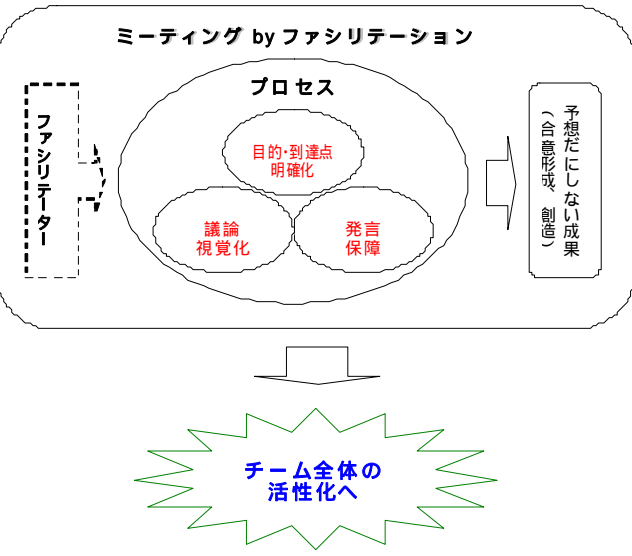 ミーティング by ファシリテーション
プロセス
ファシリテーター
目的・到達点
明確化
議論
視覚化
発言
保障
予想だにしない成果
(合意形成、創造)
チーム全体の
活性化へ